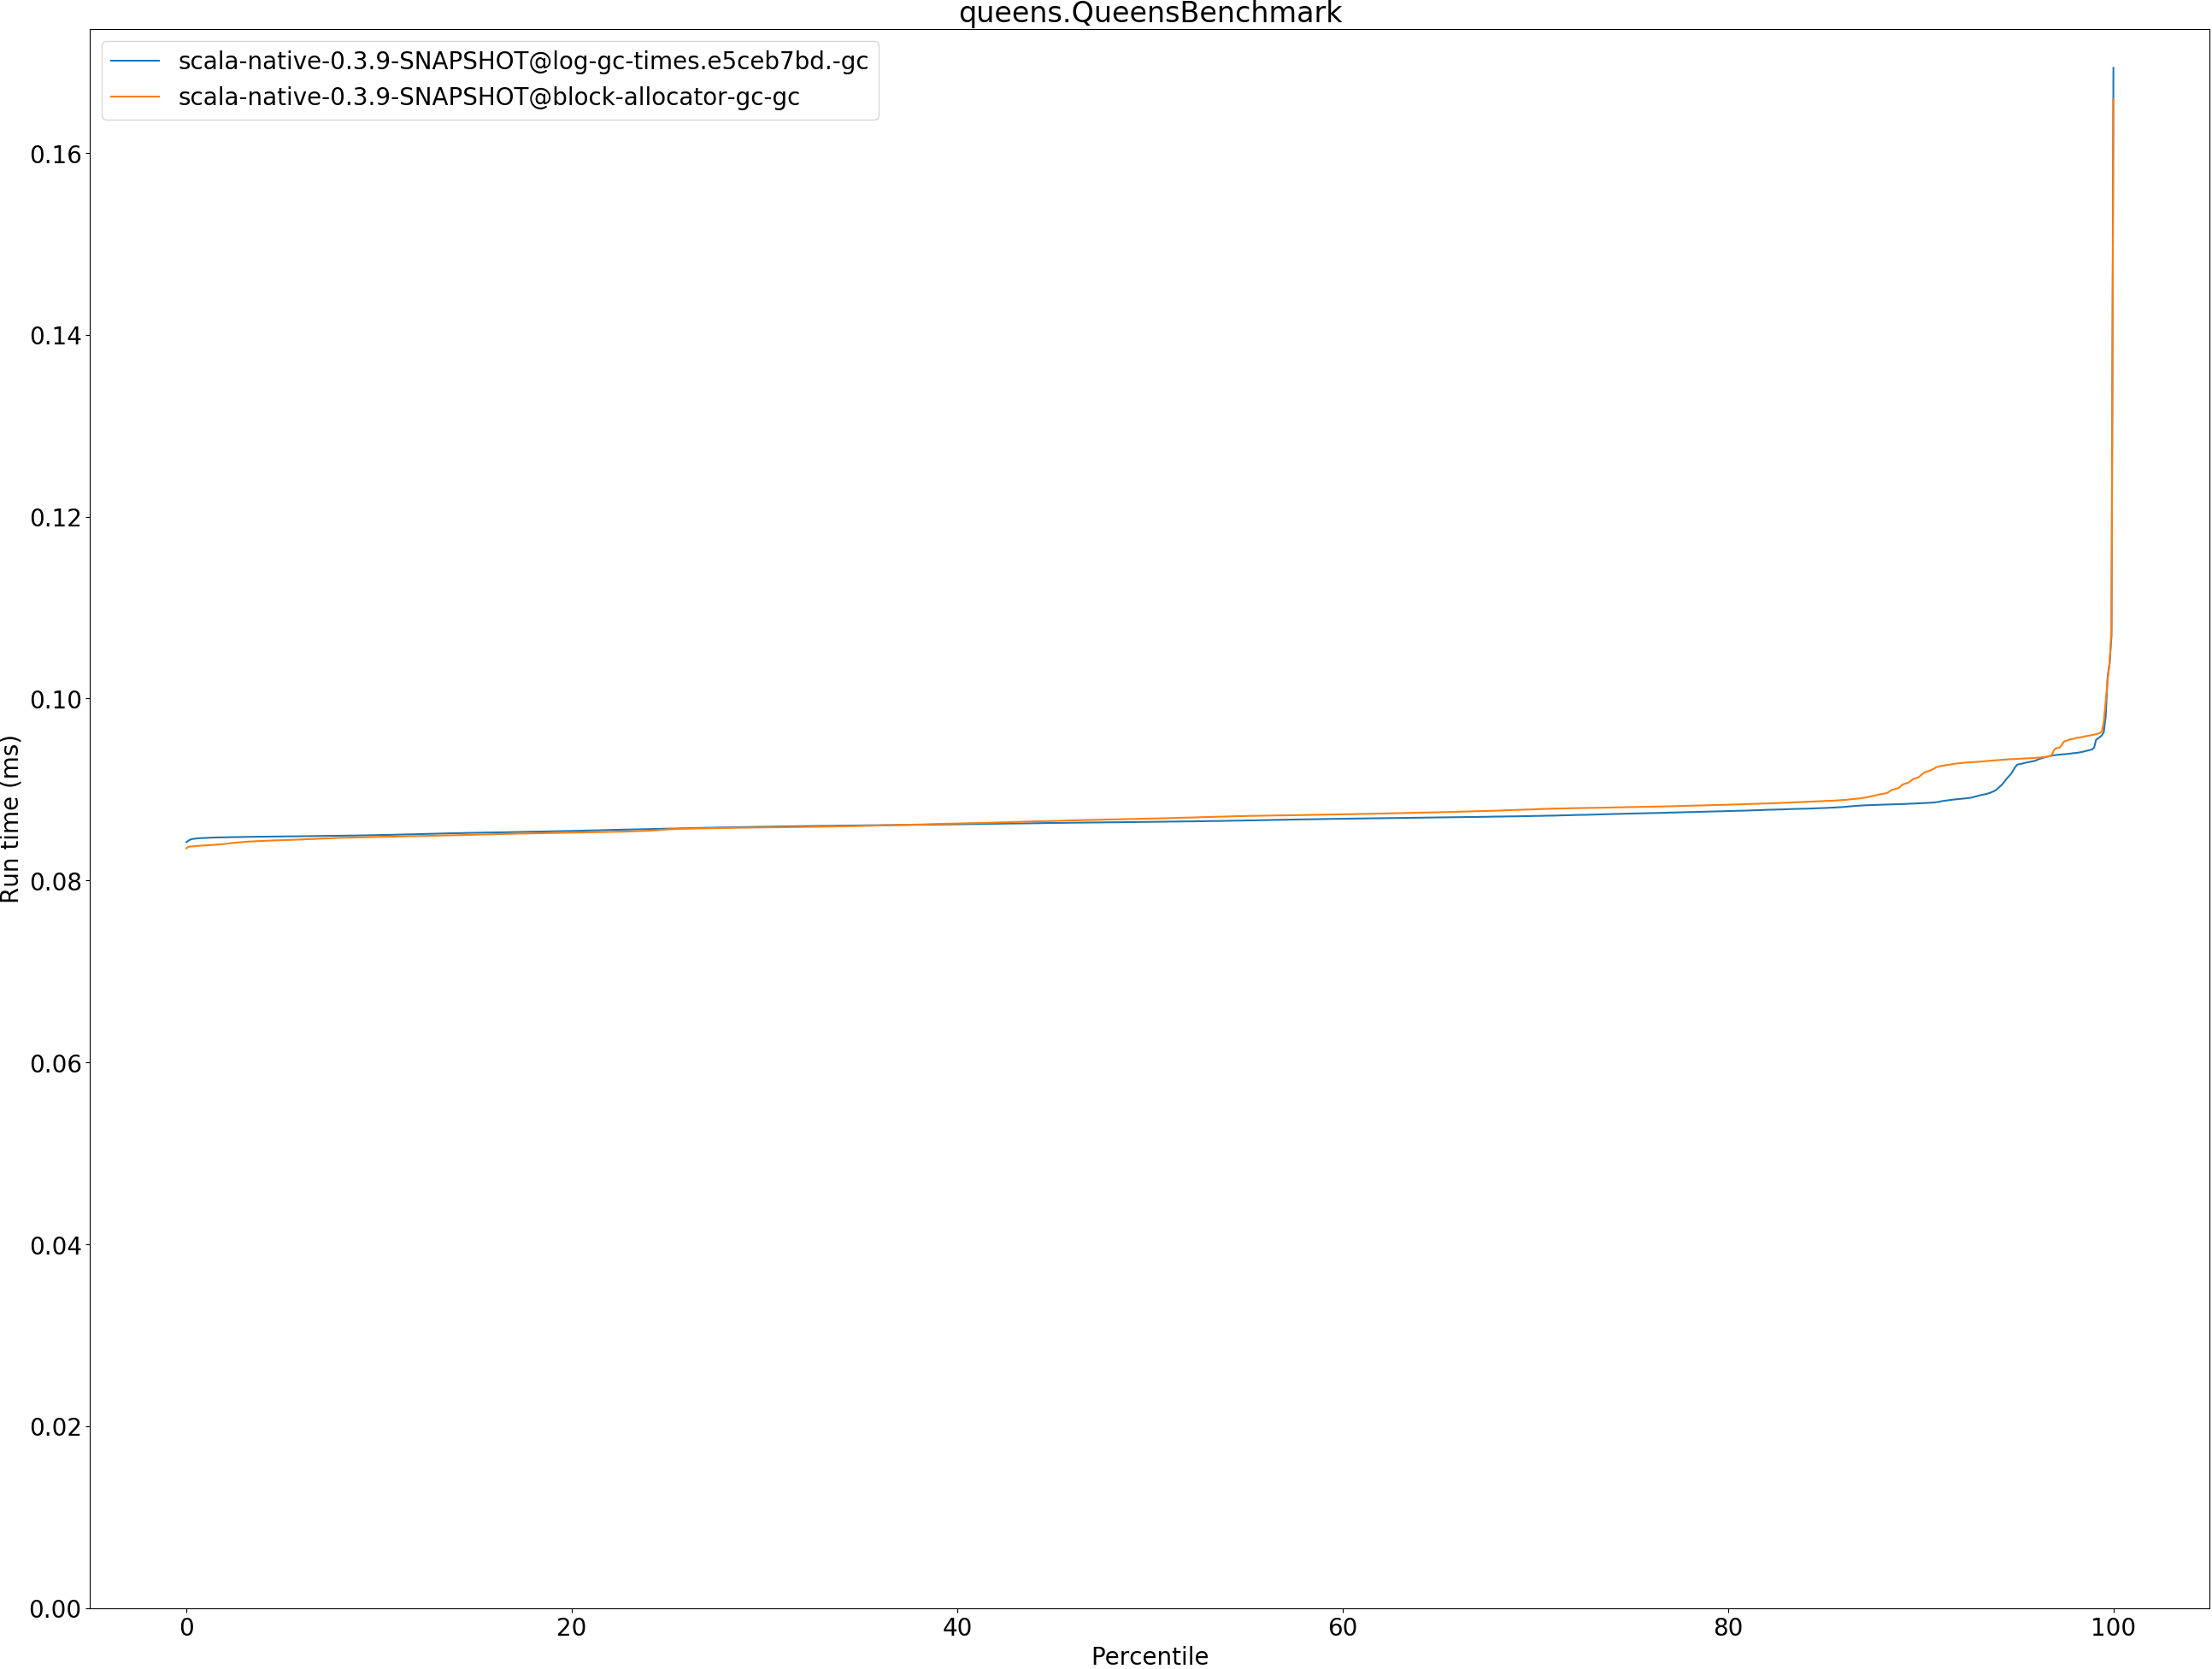 queens.QueensBenchmark
scala-native-0.3.9-SNAPSHOT@log-gc-times.e5ceb7bd.-gc
scala-native-0.3.9-SNAPSHOT@block-allocator-gc-gc
0.16
0.14
0.12
0.10
0.08
0.06
0.04
0.02
0.00
Run time (ms)
0 20 40 60 80 100
Percentile